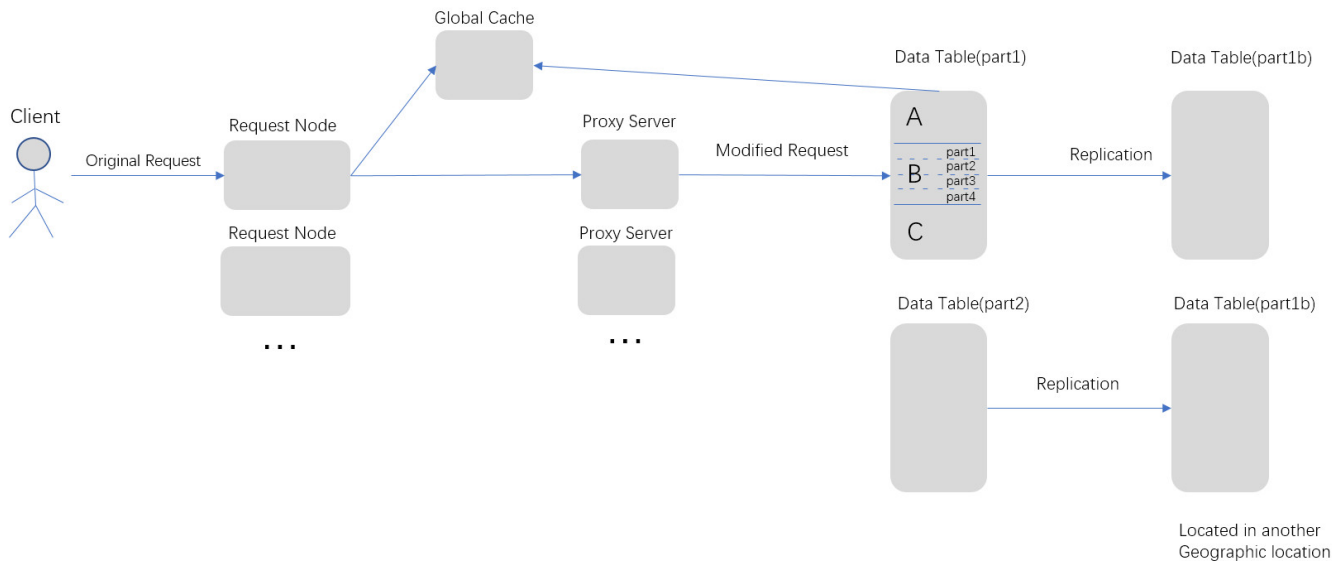 Global Cache
Data Table(part1)
Data Table(part1b)
Client
Request Node
Proxy Server
Original Request
Modified Request
Replication
A
part1
part2
B
part3
part4
C
Request Node
Proxy Server
...
...
Data Table(part2)
Data Table(part1b)
Replication
Located in another
Geographic location